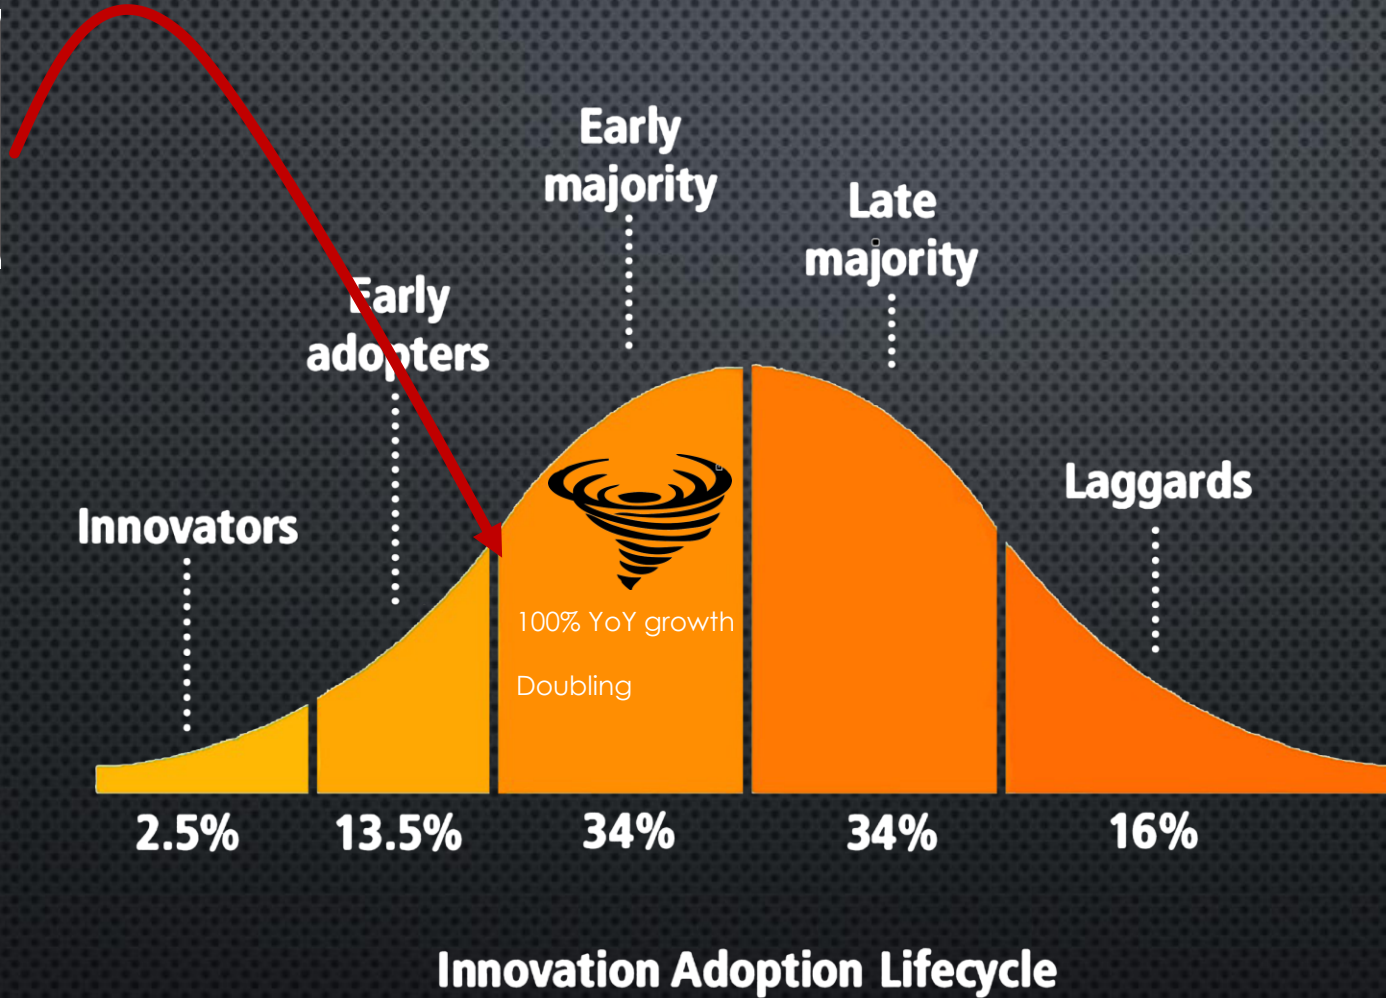 Early
majority
Late
majority
Early
adopters
Laggards
Innovators
100% YoY growth
Doubling
2.5%
13.5%
34%
34%
16%
Innovation Adoption Lifecycle